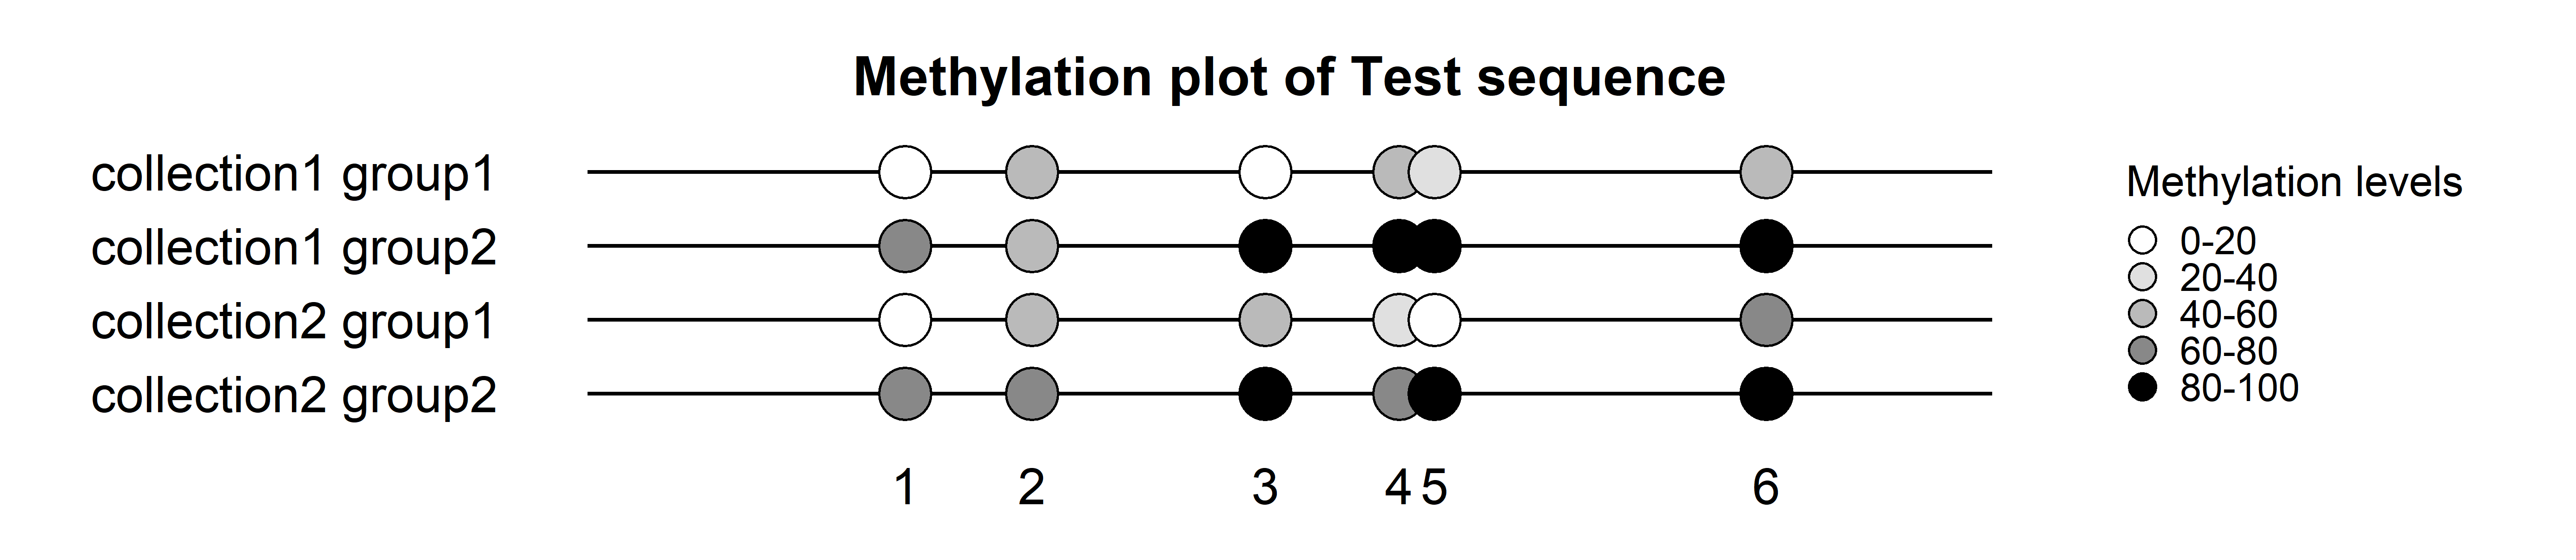 Methylation plot of Test sequence
collection1 group1
collection1 group2
collection2 group1
collection2 group2
1 2 3 4 5 6
Methylation levels
0-20
20-40
40-60
60-80
80-100